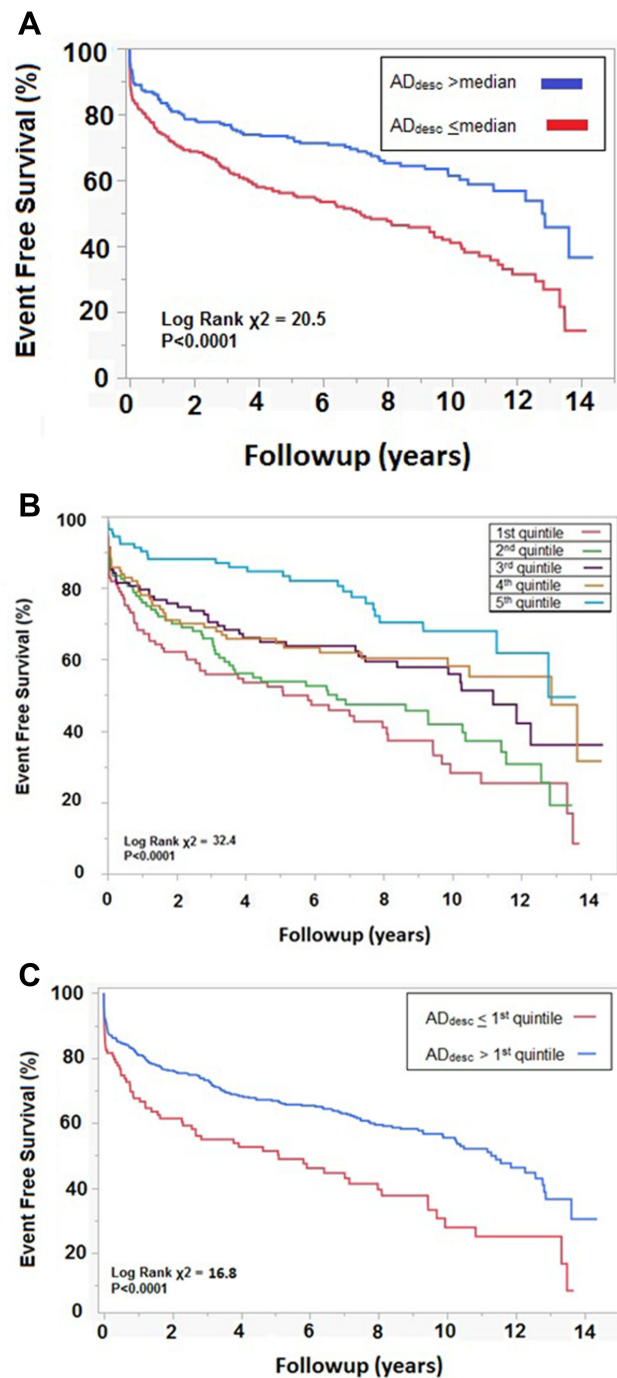 A
Event Free Survival (%)
100
80
60
40
20
0
ADdesc >median
ADdesc ≤median
Log Rank χ2 = 20.5
P<0.0001
0 2 4 6 8 10 12 14
Followup (years)
B
Event Free Survival (%)
100
80
60
40
20
0
1st quintile
2nd quintile
3rd quintile
4th quintile
5th quintile
Log Rank χ2 = 32.4
P<0.0001
0 2 4 6 8 10 12 14
Followup (years)
C
Event Free Survival (%)
100
80
60
40
20
0
ADdesc ≤ 1st quintile
ADdesc > 1st quintile
Log Rank χ2 = 16.8
P<0.0001
0 2 4 6 8 10 12 14
Followup (years)